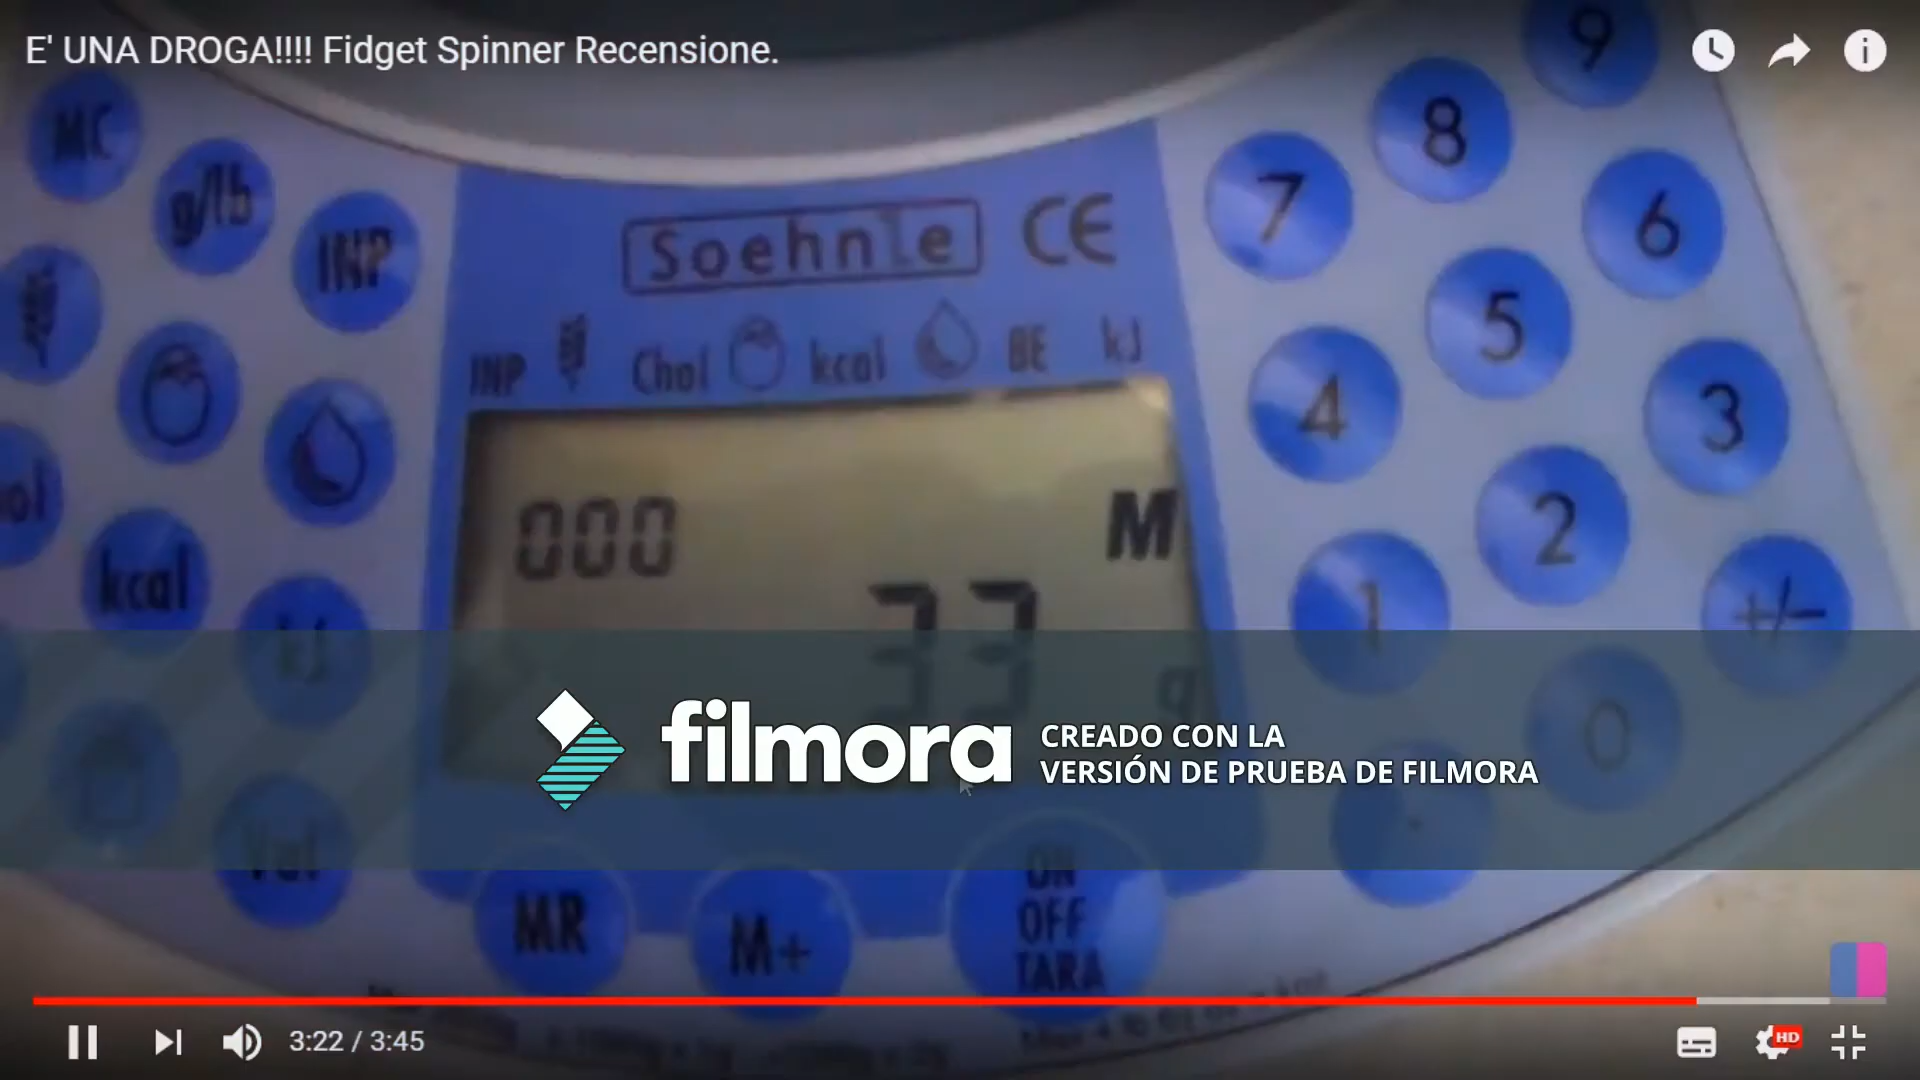 E' UNA DROGA!!!! Fidget Spinner Recensione.
9
MC
8
g/lb
7
6
INP
Soehnle CE
5
INP Chol kcal BE kJ
4
3
000
M
2
kcal
33
g
1
+/-
kJ
0
filmora
CREADO CON LA
VERSIÓN DE PRUEBA DE FILMORA
ON
OFF
TARA
MR
M+
3:22 / 3:45
HD